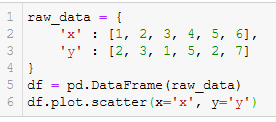 1 raw_data = {
2     'x' : [1, 2, 3, 4, 5, 6],
3     'y' : [2, 3, 1, 5, 2, 7]
4 }
5 df = pd.DataFrame(raw_data)
6 df.plot.scatter(x='x', y='y')